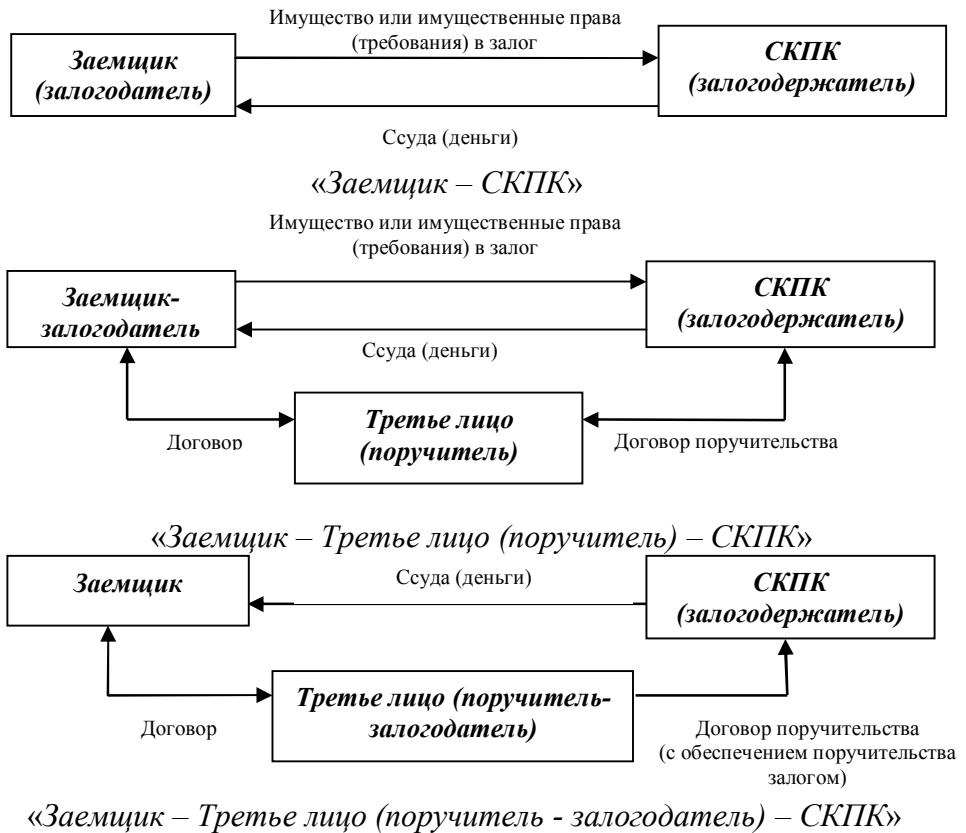 Имущество или имущественные права
(требования) в залог
Заемщик
(залогодатель)
СКПК
(залогодержатель)
Ссуда (деньги)
«Заемщик – СКПК»
Имущество или имущественные права
(требования) в залог
Заемщик-
залогодатель
СКПК
(залогодержатель)
Ссуда (деньги)
Третье лицо
(поручитель)
Договор
Договор поручительства
«Заемщик – Третье лицо (поручитель) – СКПК»
Заемщик
Ссуда (деньги)
СКПК
(залогодержатель)
Третье лицо (поручитель-
залогодатель)
Договор
Договор поручительства
(с обеспечением поручительства
залогом)
«Заемщик – Третье лицо (поручитель - залогодатель) – СКПК»